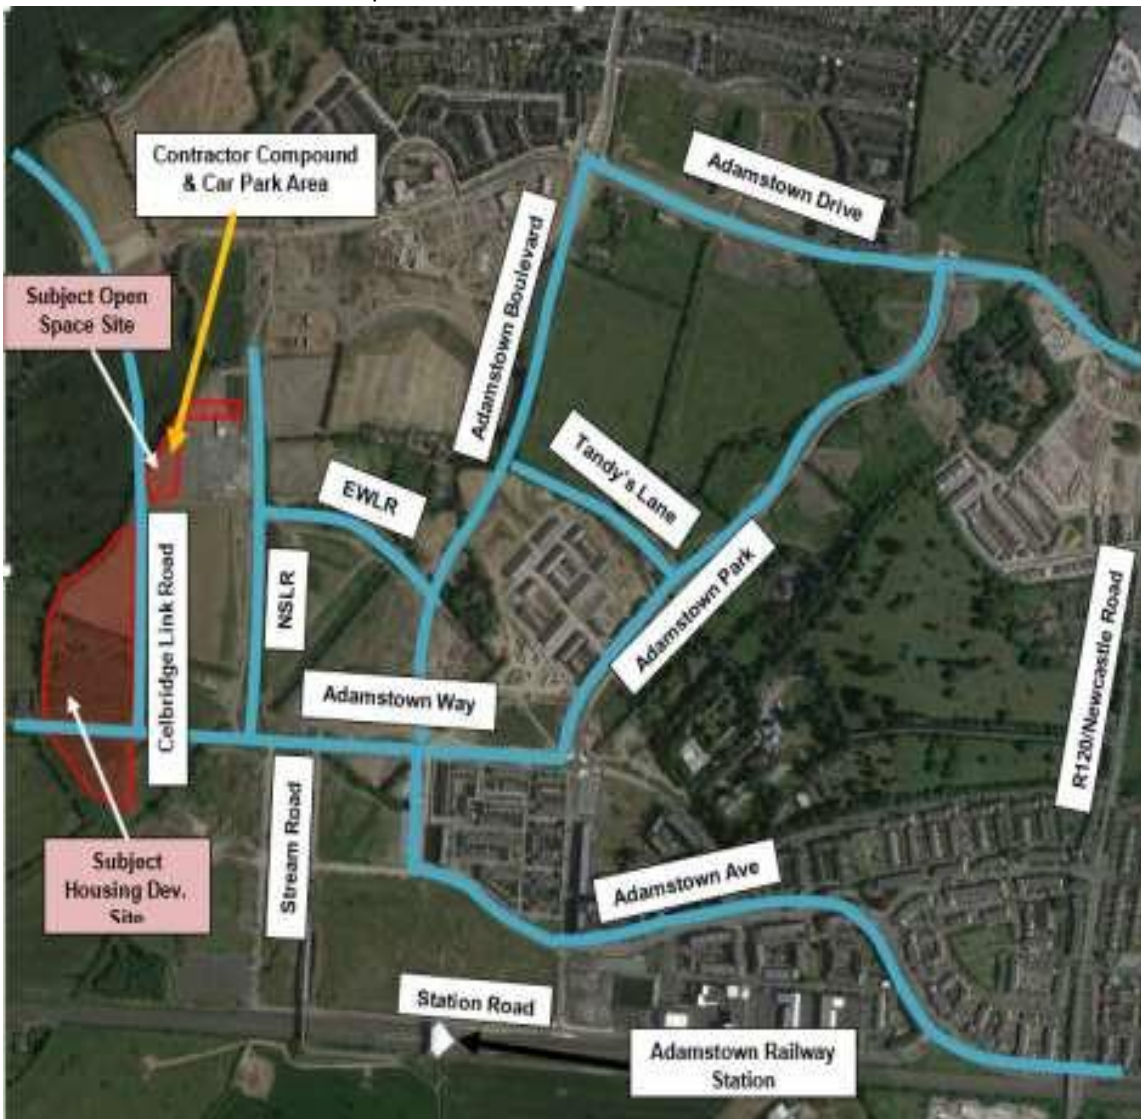 Contractor Compound
& Car Park Area
Adamstown Drive
Subject Open
Space Site
Adamstown Boulevard
Tandy's Lane
EWLR
Celbridge Link Road
NSLR
Adamstown Park
R120/Newcastle Road
Adamstown Way
Stream Road
Subject
Housing Dev.
Site
Adamstown Ave
Station Road
Adamstown Railway
Station